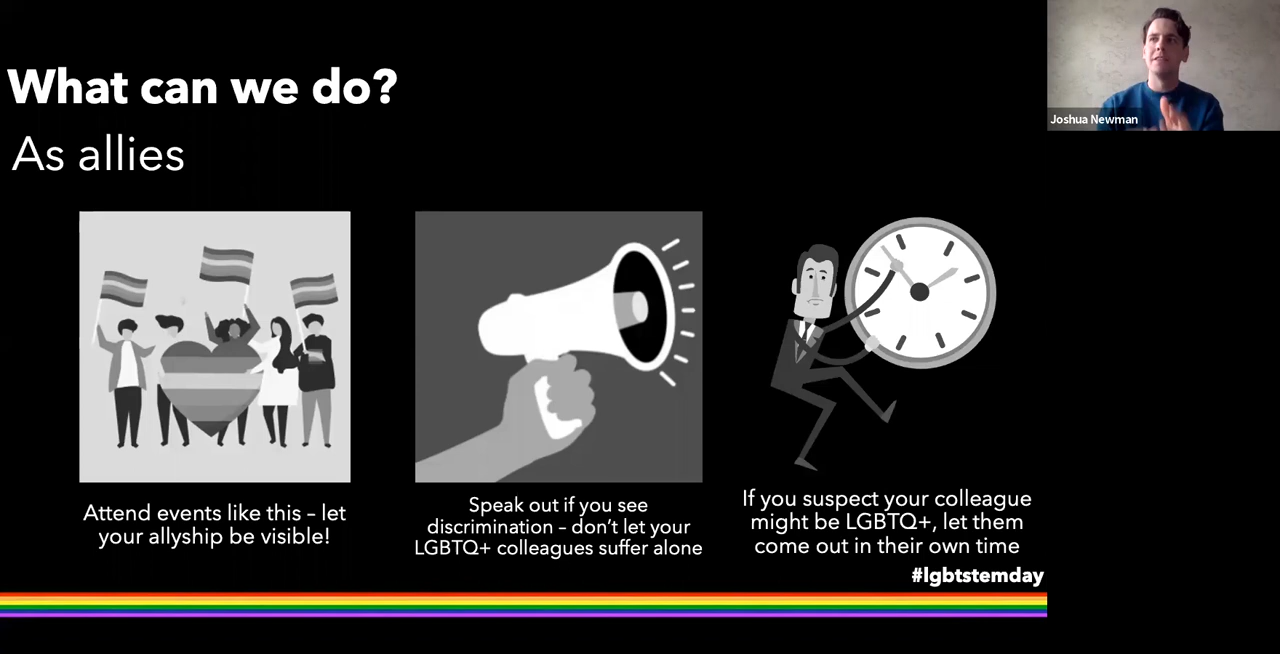 What can we do?
As allies
Joshua Newman
Attend events like this – let
your allyship be visible!
Speak out if you see
discrimination – don't let your
LGBTQ+ colleagues suffer alone
If you suspect your colleague
might be LGBTQ+, let them
come out in their own time
#lgbtstemday